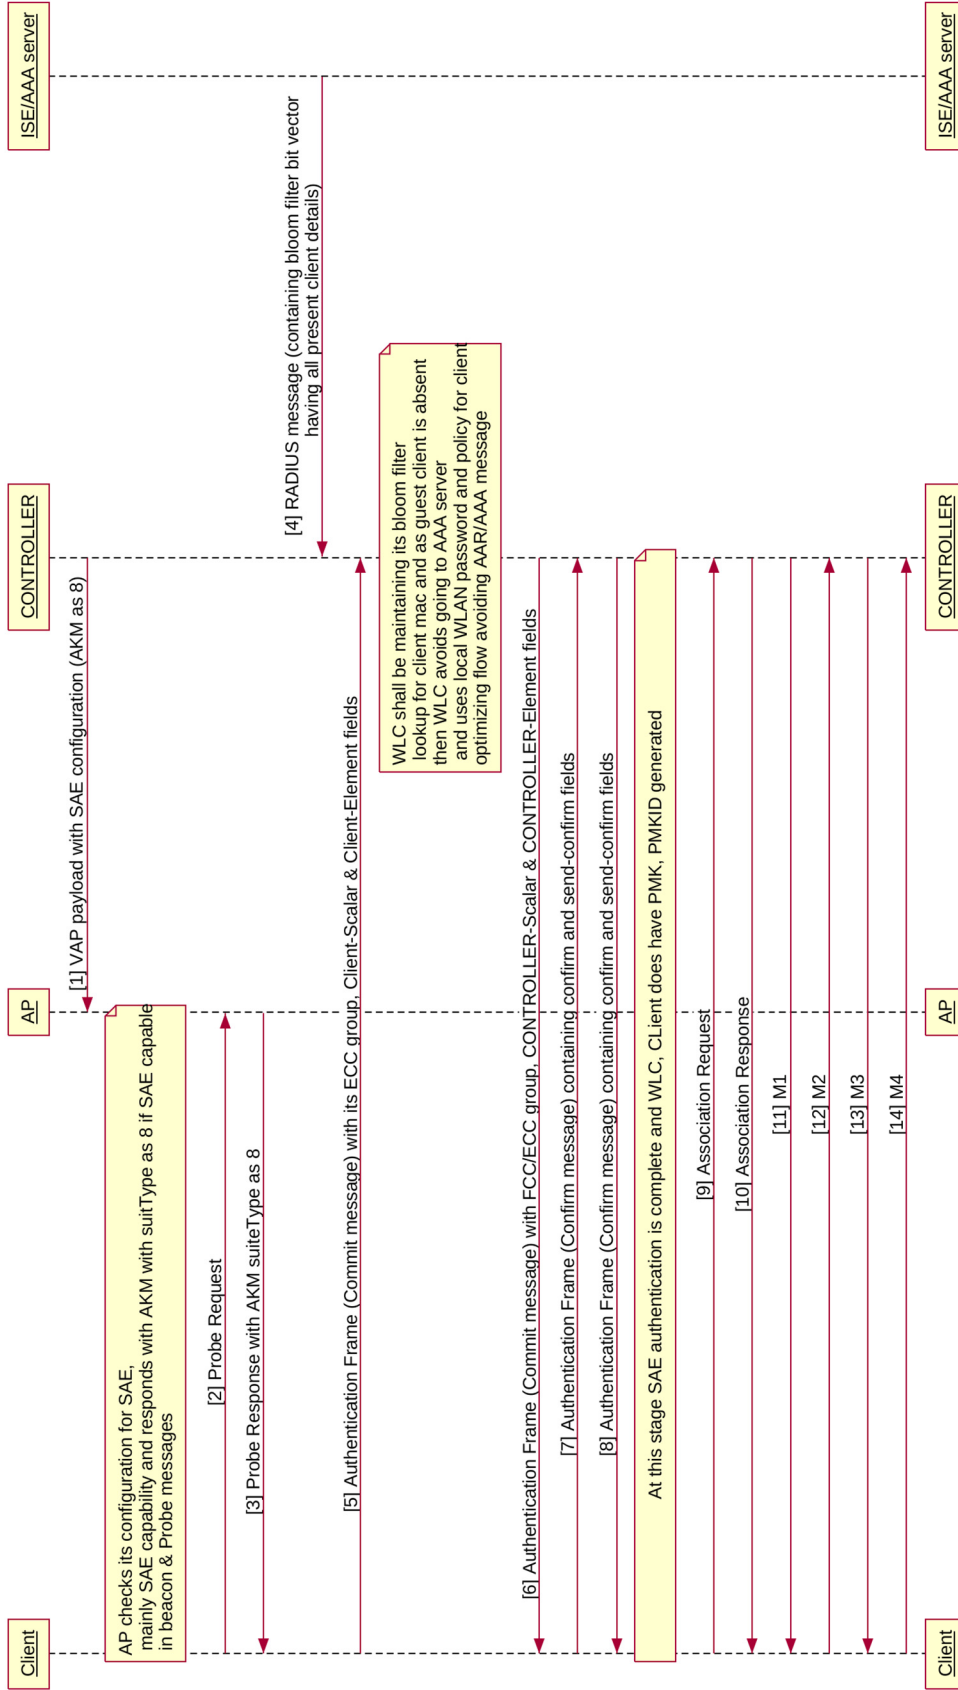 Client
AP
CONTROLLER
ISE/AAA server
[1] VAP payload with SAE configuration (AKM as 8)
AP checks its configuration for SAE,
mainly SAE capability and responds with AKM with suitType as 8 if SAE capable
in beacon & Probe messages
[2] Probe Request
[3] Probe Response with AKM suiteType as 8
[4] RADIUS message (containing bloom filter bit vector
having all present client details)
[5] Authentication Frame (Commit message) with its ECC group, Client-Scalar & Client-Element fields
WLC shall be maintaining its bloom filter
lookup for client mac and as guest client is absent
then WLC avoids going to AAA server
and uses local WLAN password and policy for client
optimizing flow avoiding AAR/AAA message
[6] Authentication Frame (Commit message) with FCC/ECC group, CONTROLLER-Scalar & CONTROLLER-Element fields
[7] Authentication Frame (Confirm message) containing confirm and send-confirm fields
[8] Authentication Frame (Confirm message) containing confirm and send-confirm fields
At this stage SAE authentication is complete and WLC, CLient does have PMK, PMKID generated
[9] Association Request
[10] Association Response
[11] M1
[12] M2
[13] M3
[14] M4
Client
AP
CONTROLLER
ISE/AAA server